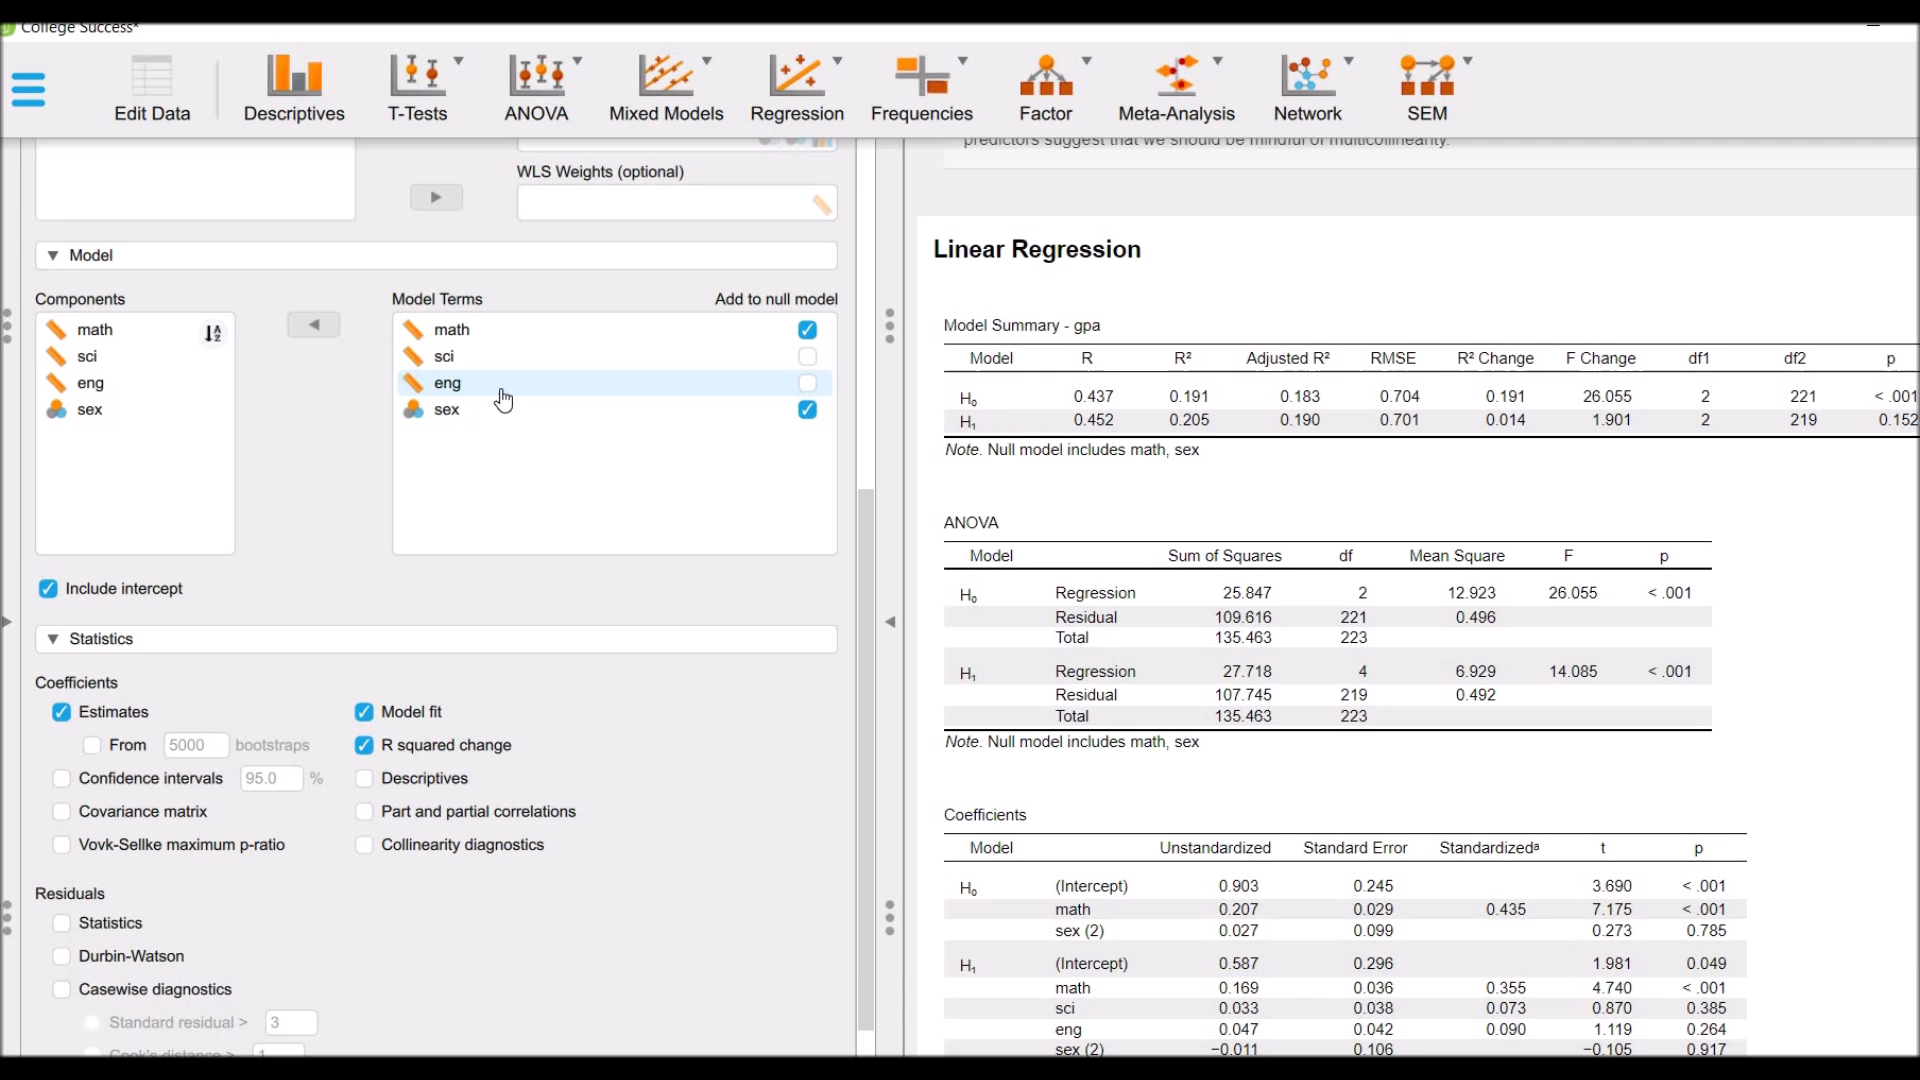 College Success*
Edit Data
Descriptives
T-Tests
ANOVA
Mixed Models
Regression
Frequencies
Factor
Meta-Analysis
Network
SEM
WLS Weights (optional)
Model
Components
Model Terms
Add to null model
math
sci
eng
sex
math
sci
eng
sex
Include intercept
Statistics
Coefficients
Estimates
Model fit
From 5000 bootstraps
R squared change
Confidence intervals 95.0 %
Descriptives
Covariance matrix
Part and partial correlations
Vovk-Sellke maximum p-ratio
Collinearity diagnostics
Residuals
Statistics
Durbin-Watson
Casewise diagnostics
Standard residual > 3
Cook's distance > 1
predictors suggest that we should be mindful of multicollinearity.
Linear Regression
Model Summary - gpa
Model R R² Adjusted R² RMSE R² Change F Change df1 df2 p
H₀ 0.437 0.191 0.183 0.704 0.191 26.055 2 221 < .001
H₁ 0.452 0.205 0.190 0.701 0.014 1.901 2 219 0.152
Note. Null model includes math, sex
ANOVA
Model Sum of Squares df Mean Square F p
H₀ Regression 25.847 2 12.923 26.055 < .001
Residual 109.616 221 0.496
Total 135.463 223
H₁ Regression 27.718 4 6.929 14.085 < .001
Residual 107.745 219 0.492
Total 135.463 223
Note. Null model includes math, sex
Coefficients
Model Unstandardized Standard Error Standardizedᵃ t p
H₀ (Intercept) 0.903 0.245 3.690 < .001
math 0.207 0.029 0.435 7.175 < .001
sex (2) 0.027 0.099 0.273 0.785
H₁ (Intercept) 0.587 0.296 1.981 0.049
math 0.169 0.036 0.355 4.740 < .001
sci 0.033 0.038 0.073 0.870 0.385
eng 0.047 0.042 0.090 1.119 0.264
sex (2) −0.011 0.106 −0.105 0.917